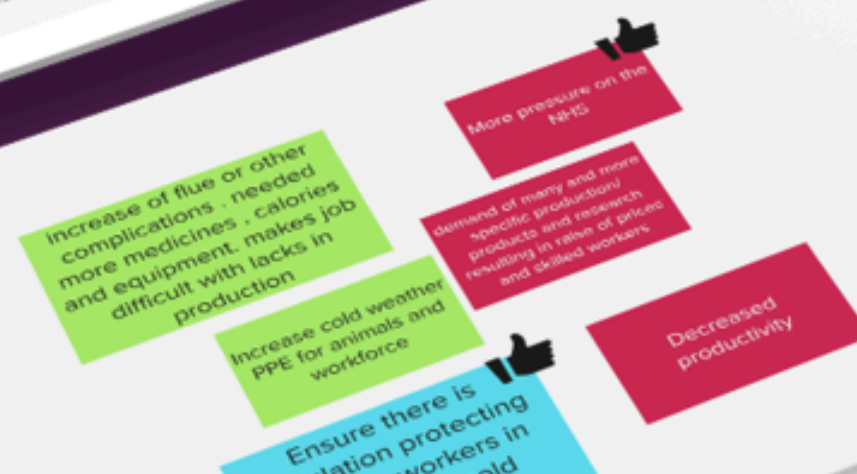 More pressure on the
NHS
increase of flue or other
complications , needed
more medicines , calories
and equipment. makes job
difficult with lacks in
production
demand of many and more
specific production/
products and research
resulting in raise of prices
and skilled workers
Increase cold weather
PPE for animals and
workforce
Decreased
productivity
Ensure there is
protecting
workers in